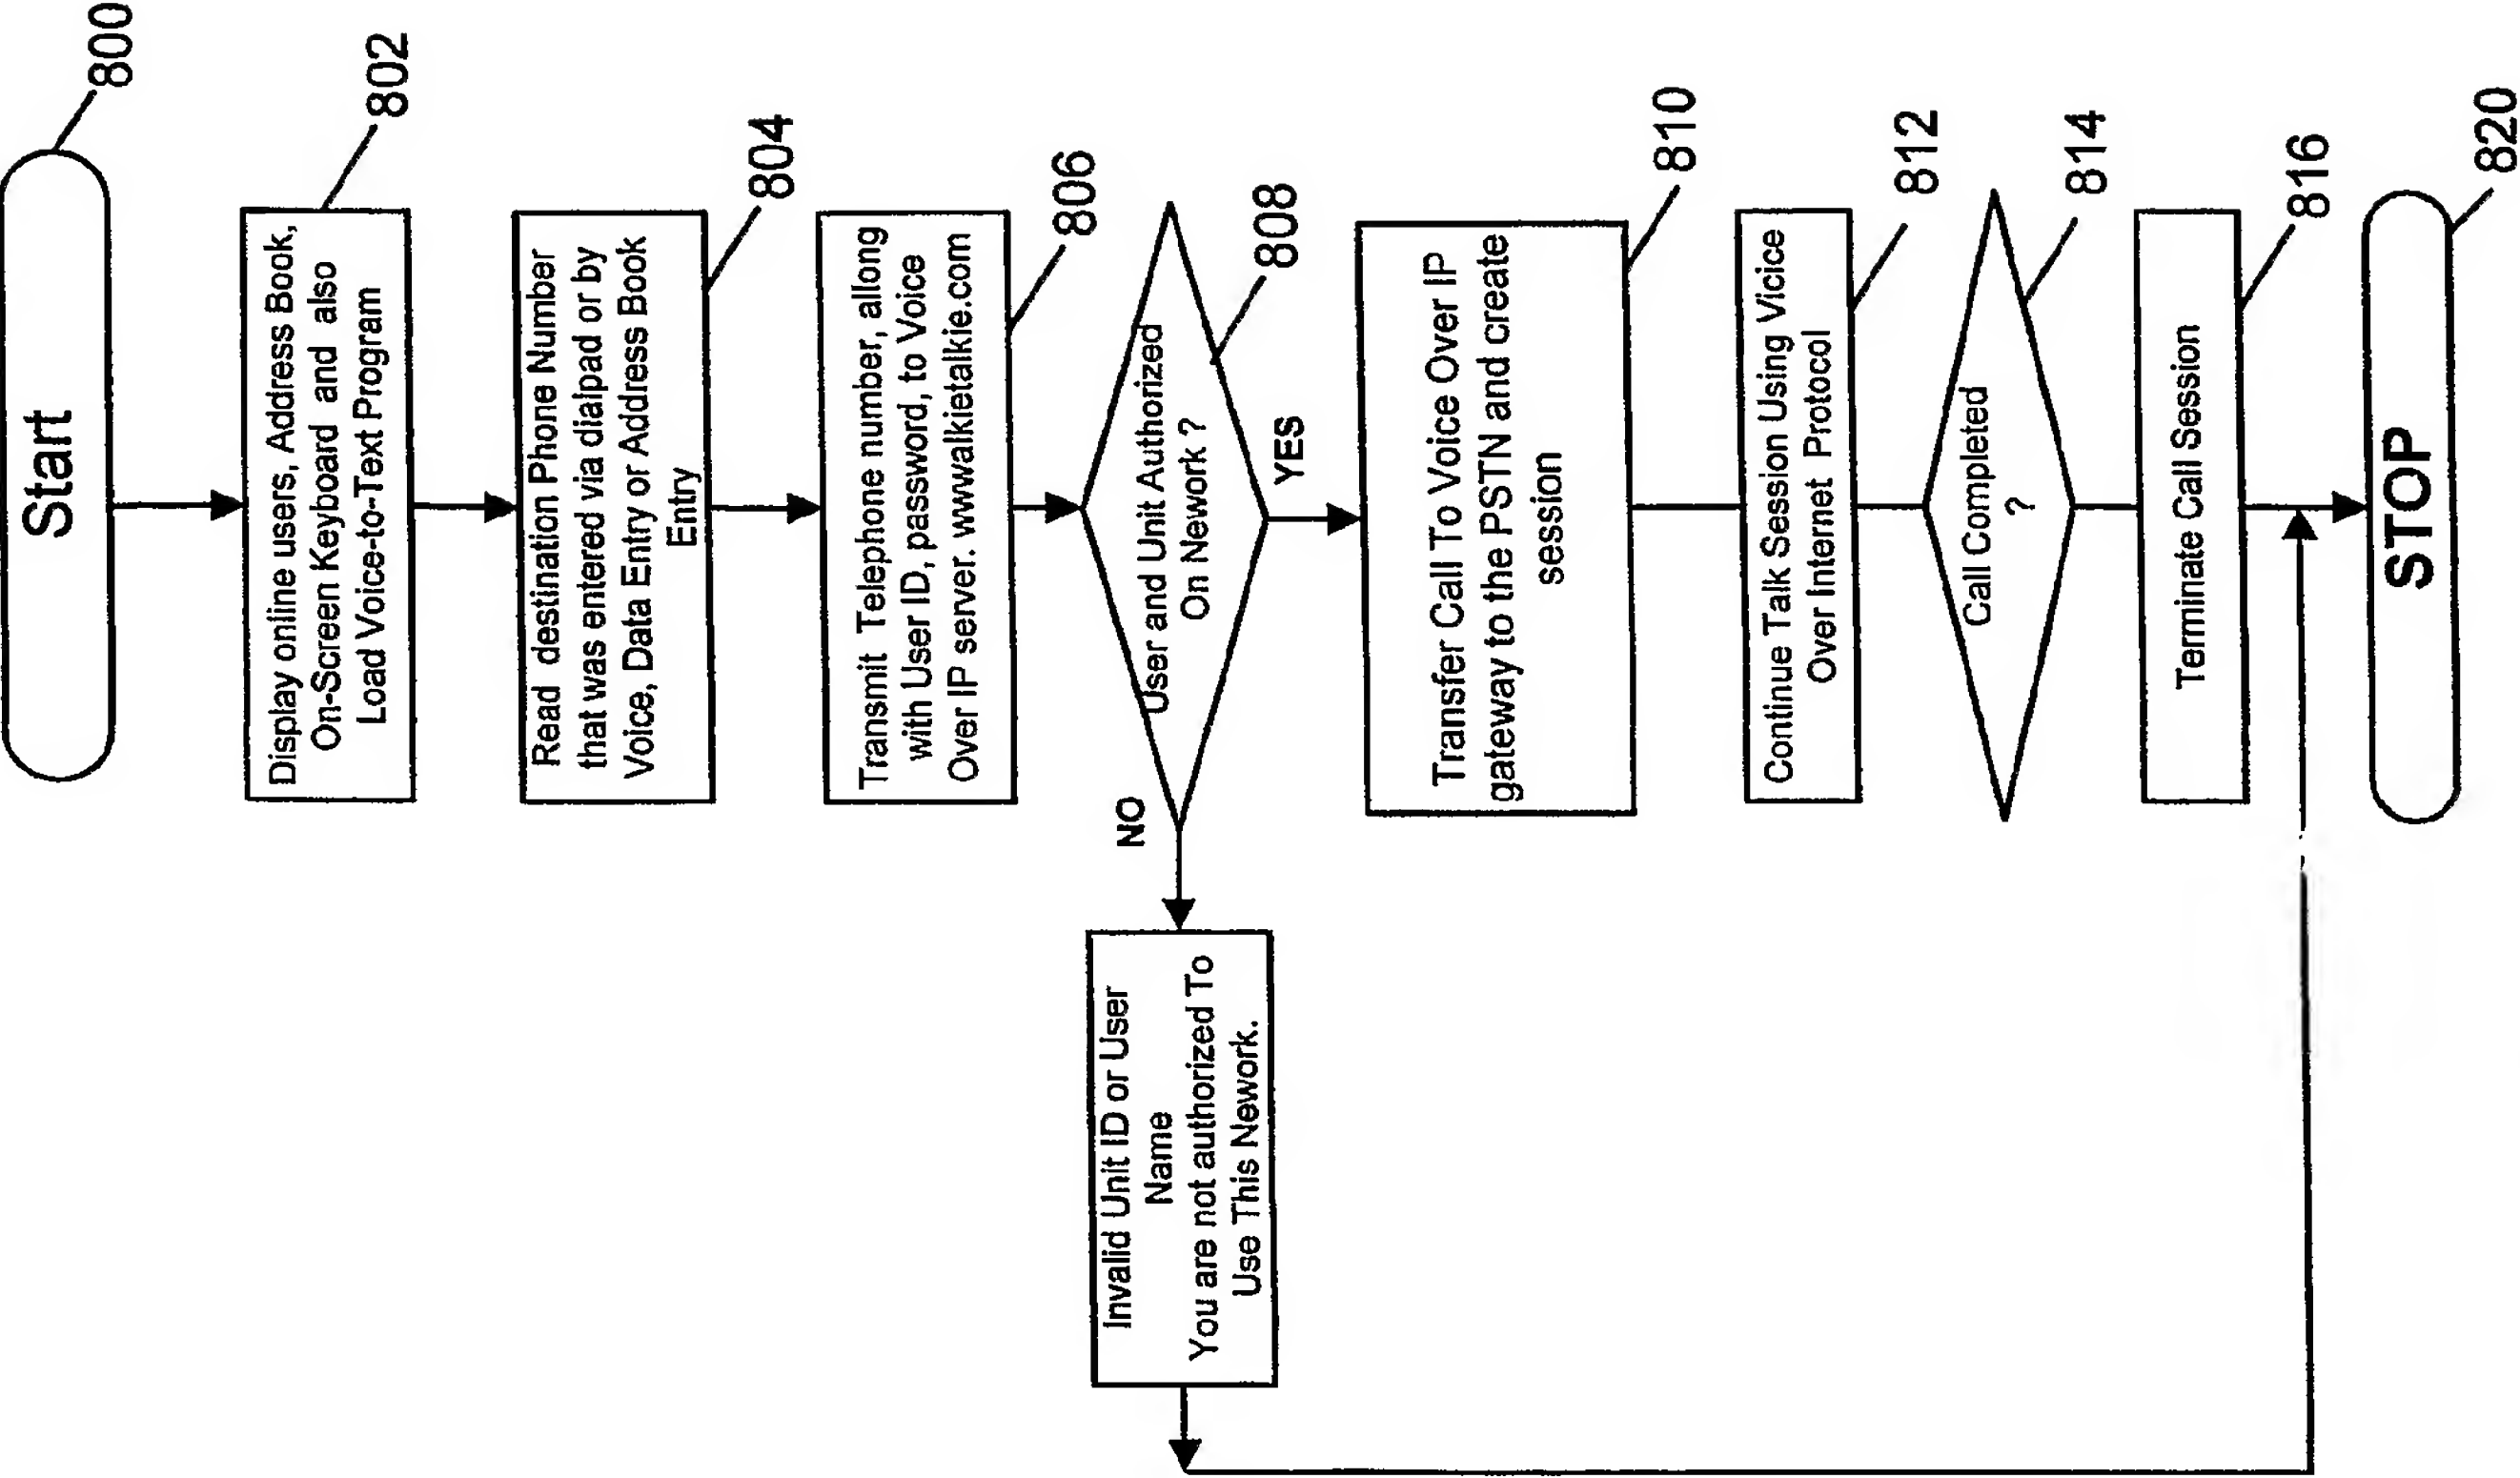 Start
800
Display online users, Address Book,
On-Screen Keyboard and also
Load Voice-to-Text Program
802
Read destination Phone Number
that was entered via dialpad or by
Voice, Data Entry or Address Book
Entry
804
Transmit Telephone number, allong
with User ID, password, to Voice
Over IP server. wwwalkietalkie.com
806
User and Unit Authorized
On Nework ?
808
NO
YES
Invalid Unit ID or User
Name
You are not authorized To
Use This Nework.
Transfer Call To Voice Over IP
gateway to the PSTN and create
session
810
Continue Talk Session Using Vioice
Over Internet Protocol
812
Call Completed
?
814
Terminate Call Session
816
STOP
820